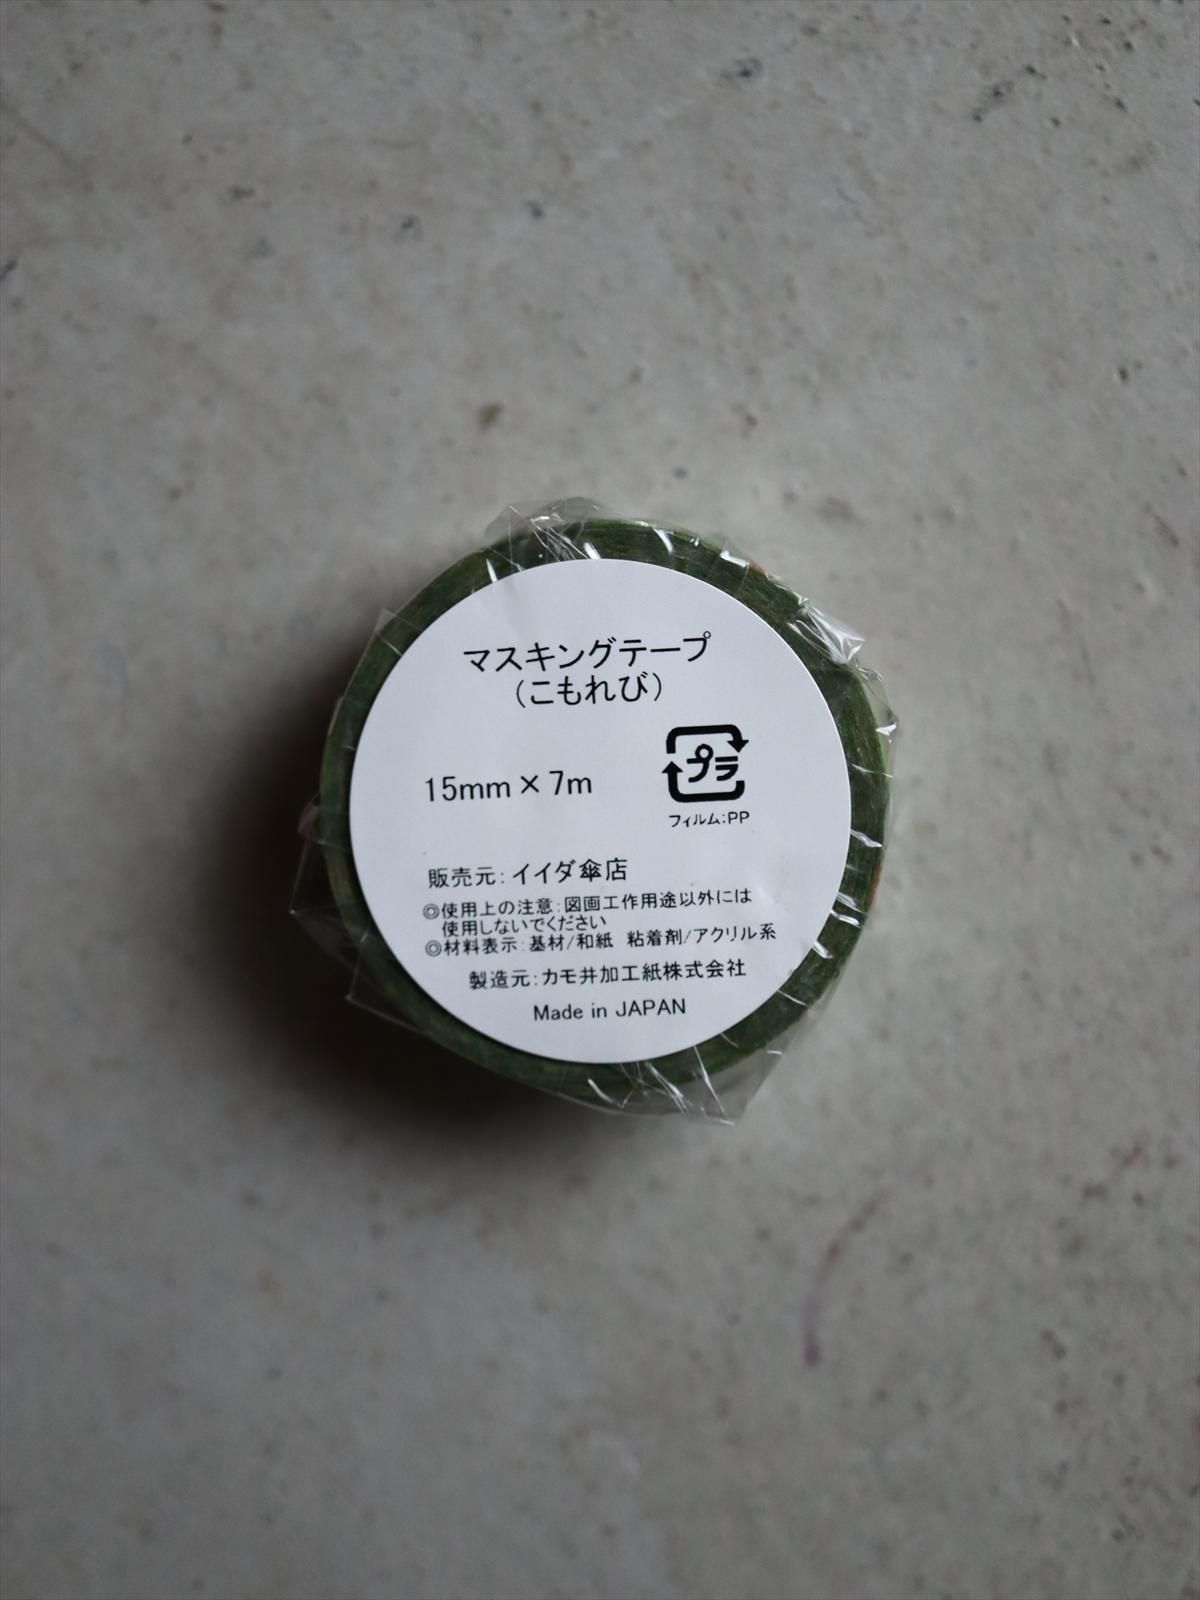 マスキングテープ
（こもれび）
15mm×7m
プラ
フィルム：PP
販売元：イイダ傘店
◎使用上の注意：図画工作用途以外には
使用しないでください
◎材料表示：基材/和紙 粘着剤/アクリル系
製造元：カモ井加工紙株式会社
Made in JAPAN